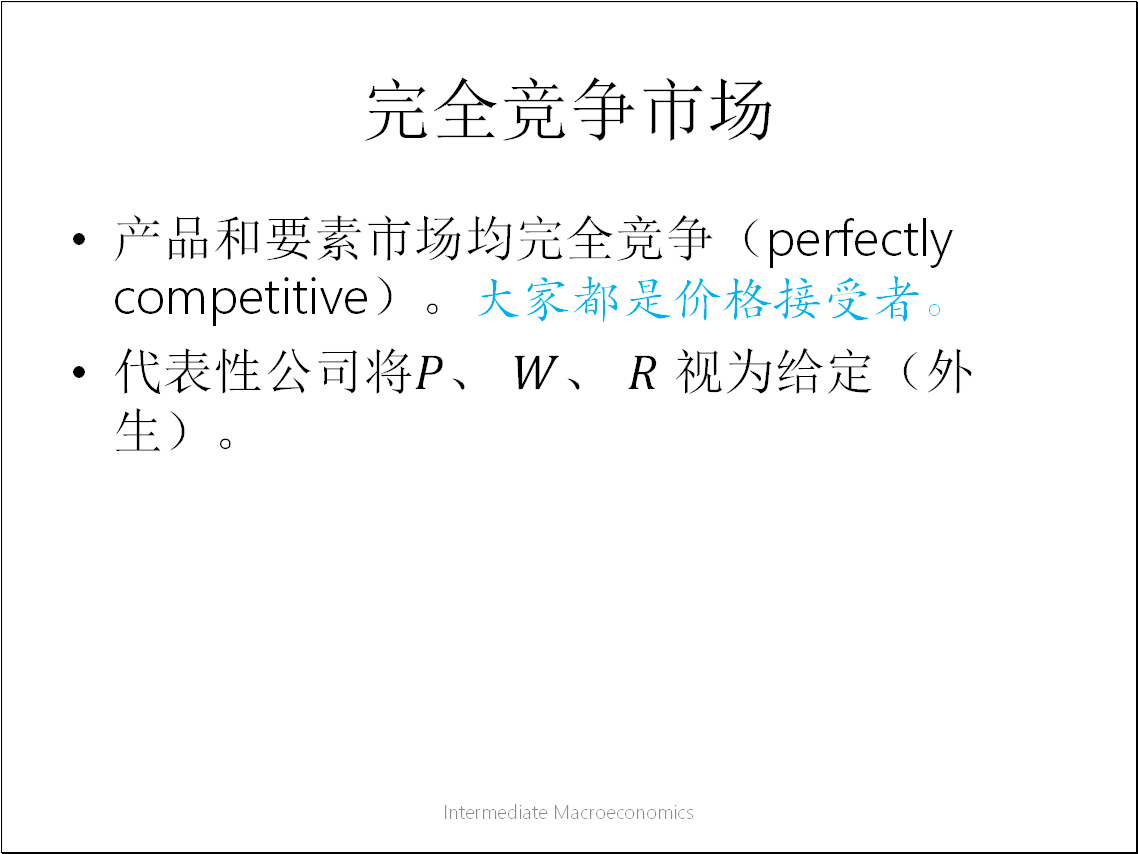 完全竞争市场
• 产品和要素市场均完全竞争（perfectly
competitive）。大家都是价格接受者。
• 代表性公司将P、 W、 R 视为给定（外
生）。
Intermediate Macroeconomics